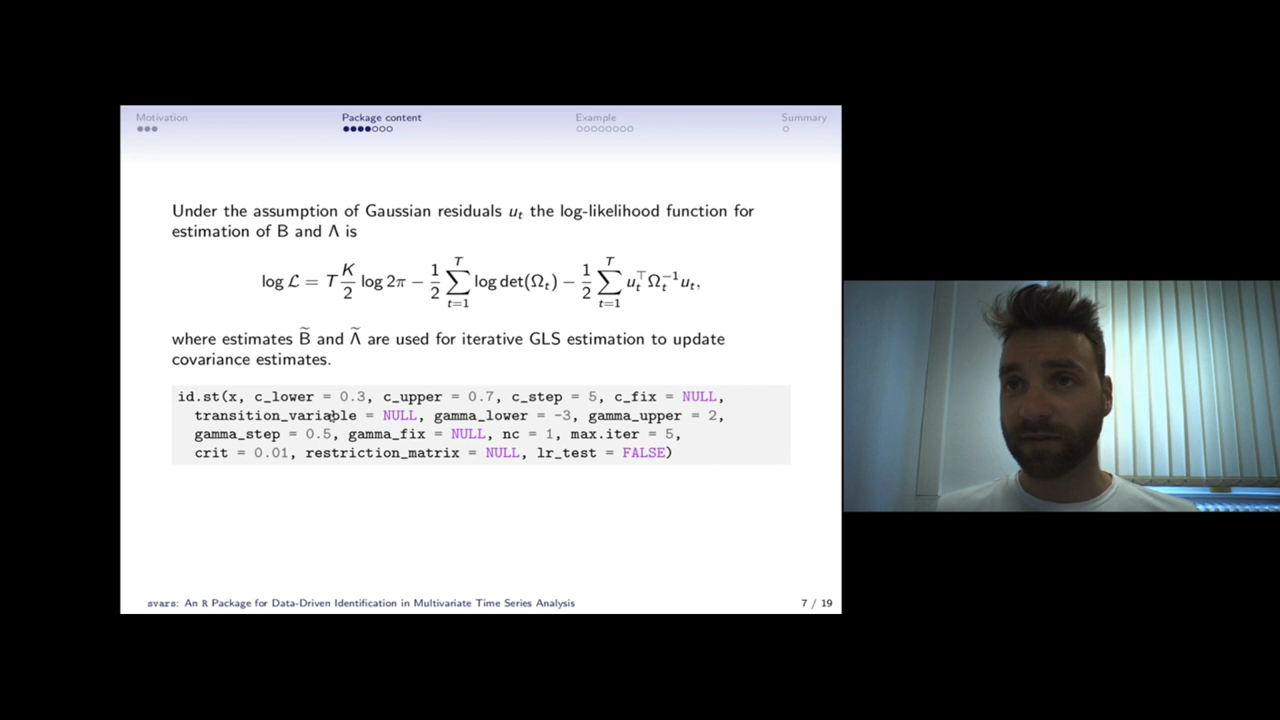 Motivation
Package content
Example
Summary
Under the assumption of Gaussian residuals u_t the log-likelihood function for
estimation of B and Λ is
log ℒ = T K/2 log 2π − 1/2 ∑_{t=1}^{T} log det(Ω_t) − 1/2 ∑_{t=1}^{T} u_t^⊤ Ω_t^{−1} u_t,
where estimates B̃ and Λ̃ are used for iterative GLS estimation to update
covariance estimates.
id.st(x, c_lower = 0.3, c_upper = 0.7, c_step = 5, c_fix = NULL,
transition_variable = NULL, gamma_lower = -3, gamma_upper = 2,
gamma_step = 0.5, gamma_fix = NULL, nc = 1, max.iter = 5,
crit = 0.01, restriction_matrix = NULL, lr_test = FALSE)
svars: An R Package for Data-Driven Identification in Multivariate Time Series Analysis
7 / 19